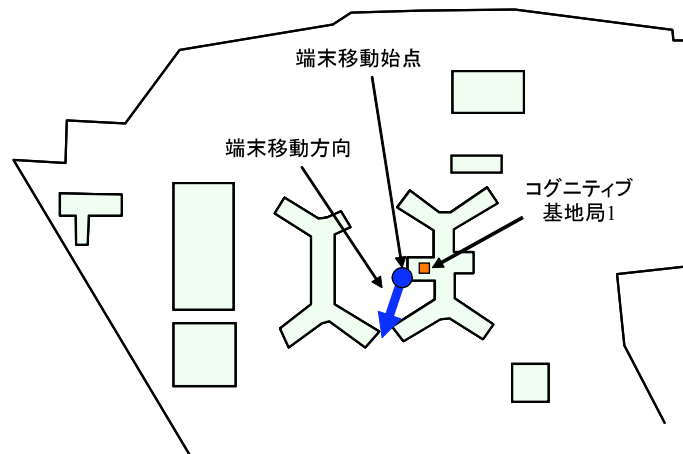 端末移動始点
端末移動方向
コグニティブ
基地局1